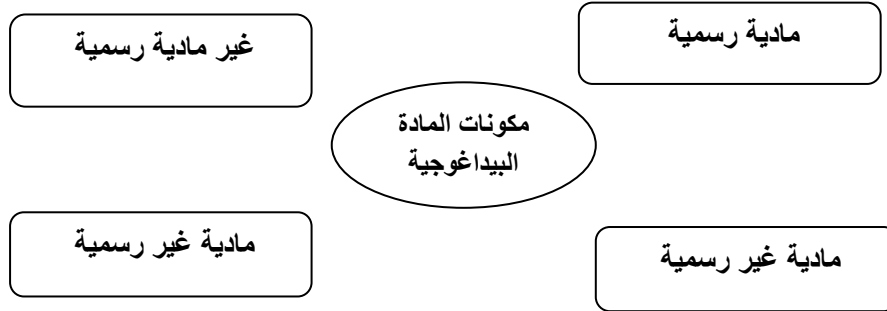 مادية رسمية
غير مادية رسمية
مكونات المادة
البيداغوجية
مادية غير رسمية
مادية غير رسمية